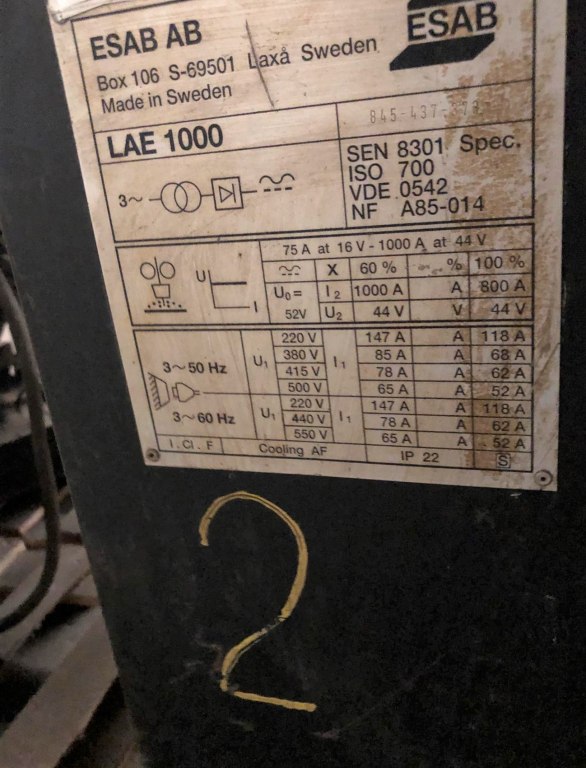 ESAB AB
ESAB
Box 106 S-69501 Laxå Sweden
Made in Sweden
LAE 1000
845-437-
SEN 8301 Spec.
ISO 700
VDE 0542
NF A85-014
3~
75 A at 16 V - 1000 A at 44 V
X 60 % % 100 %
U
I
U₀ = 52V
I₂ 1000 A A 800 A
U₂ 44 V V 44 V
3~50 Hz
U₁ I₁
220 V 147 A A 118 A
380 V 85 A A 68 A
415 V 78 A A 62 A
500 V 65 A A 52 A
3~60 Hz
U₁ I₁
220 V 147 A A 118 A
440 V 78 A A 62 A
550 V 65 A A 52 A
I. Cl. F Cooling AF IP 22 S
2